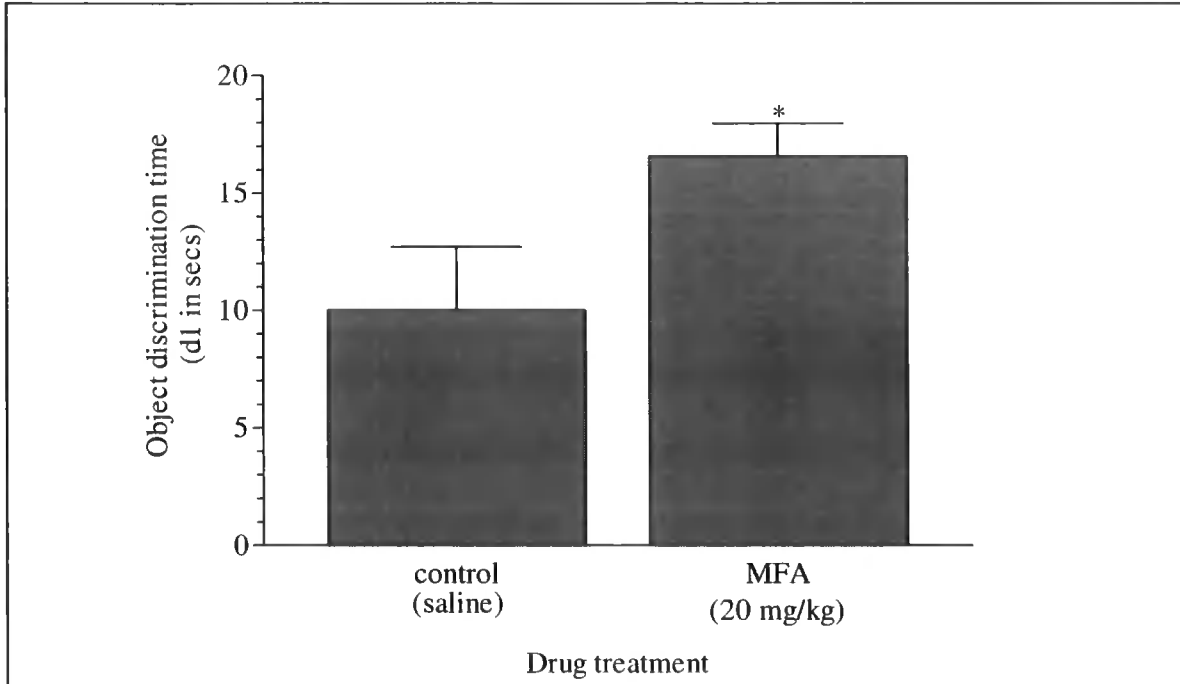 20
15
10
5
0
Object discrimination time
(d1 in secs)
*
control
(saline)
MFA
(20 mg/kg)
Drug treatment